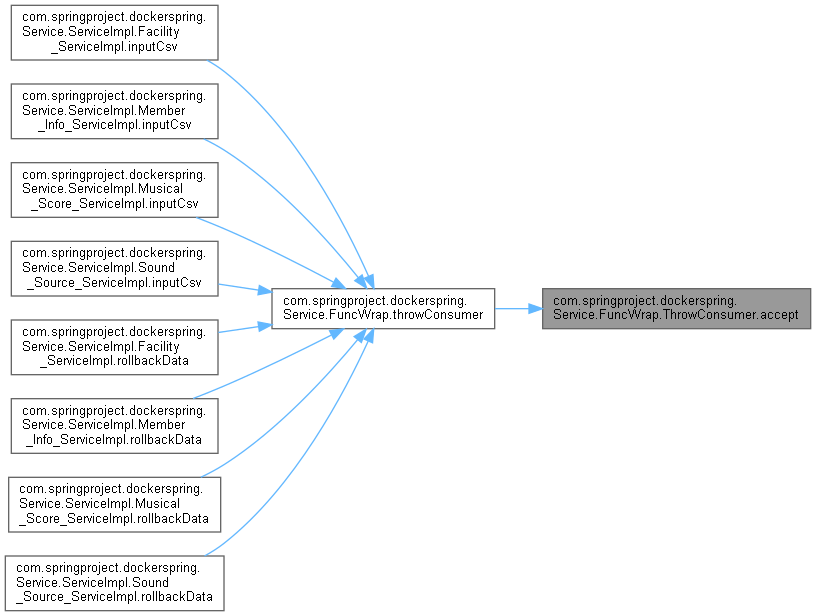 com.springproject.dockerspring.
Service.ServiceImpl.Facility
_ServiceImpl.inputCsv
com.springproject.dockerspring.
Service.ServiceImpl.Member
_Info_ServiceImpl.inputCsv
com.springproject.dockerspring.
Service.ServiceImpl.Musical
_Score_ServiceImpl.inputCsv
com.springproject.dockerspring.
Service.ServiceImpl.Sound
_Source_ServiceImpl.inputCsv
com.springproject.dockerspring.
Service.ServiceImpl.Facility
_ServiceImpl.rollbackData
com.springproject.dockerspring.
Service.ServiceImpl.Member
_Info_ServiceImpl.rollbackData
com.springproject.dockerspring.
Service.ServiceImpl.Musical
_Score_ServiceImpl.rollbackData
com.springproject.dockerspring.
Service.ServiceImpl.Sound
_Source_ServiceImpl.rollbackData
com.springproject.dockerspring.
Service.FuncWrap.throwConsumer
com.springproject.dockerspring.
Service.FuncWrap.ThrowConsumer.accept